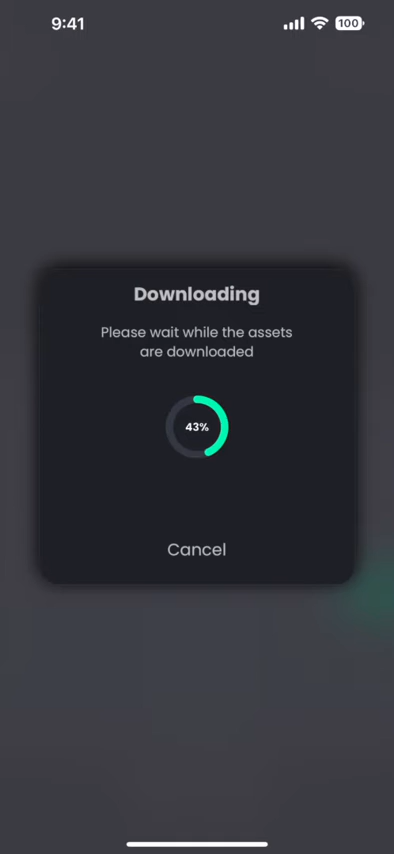 9:41
100
Downloading
Please wait while the assets
are downloaded
43%
Cancel